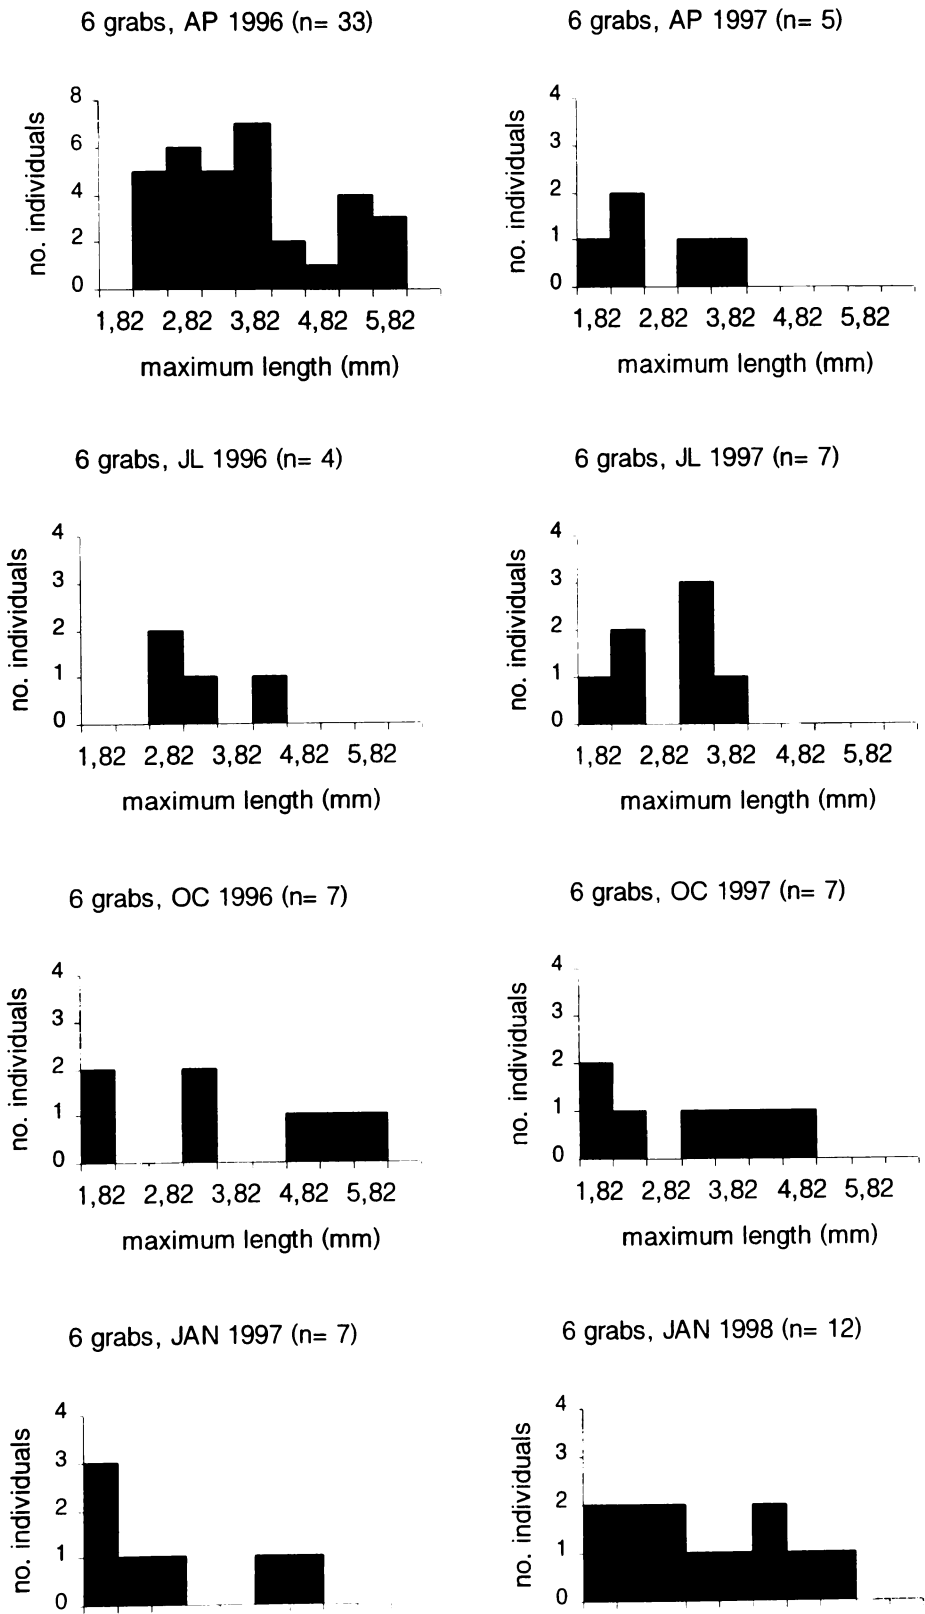 6 grabs, AP 1996 (n= 33)
no. individuals
8
6
4
2
0
1,82 2,82 3,82 4,82 5,82
maximum length (mm)
6 grabs, AP 1997 (n= 5)
no. individuals
4
3
2
1
0
1,82 2,82 3,82 4,82 5,82
maximum length (mm)
6 grabs, JL 1996 (n= 4)
no. individuals
4
3
2
1
0
1,82 2,82 3,82 4,82 5,82
maximum length (mm)
6 grabs, JL 1997 (n= 7)
no. individuals
4
3
2
1
0
1,82 2,82 3,82 4,82 5,82
maximum length (mm)
6 grabs, OC 1996 (n= 7)
no. individuals
4
3
2
1
0
1,82 2,82 3,82 4,82 5,82
maximum length (mm)
6 grabs, OC 1997 (n= 7)
no. individuals
4
3
2
1
0
1,82 2,82 3,82 4,82 5,82
maximum length (mm)
6 grabs, JAN 1997 (n= 7)
no. individuals
4
3
2
1
0
6 grabs, JAN 1998 (n= 12)
no. individuals
4
3
2
1
0